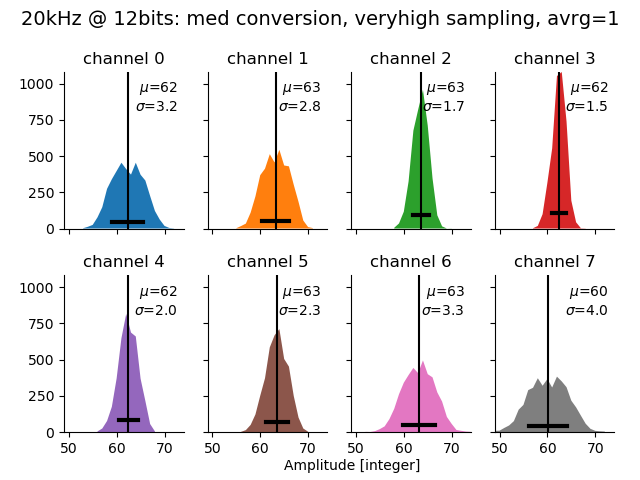 20kHz @ 12bits: med conversion, veryhigh sampling, avrg=1
channel 0 channel 1 channel 2 channel 3
1000
750
500
250
0
μ=62
σ=3.2
μ=63
σ=2.8
μ=63
σ=1.7
μ=62
σ=1.5
channel 4 channel 5 channel 6 channel 7
1000
750
500
250
0
μ=62
σ=2.0
μ=63
σ=2.3
μ=63
σ=3.3
μ=60
σ=4.0
50 60 70 50 60 70 50 60 70 50 60 70
Amplitude [integer]